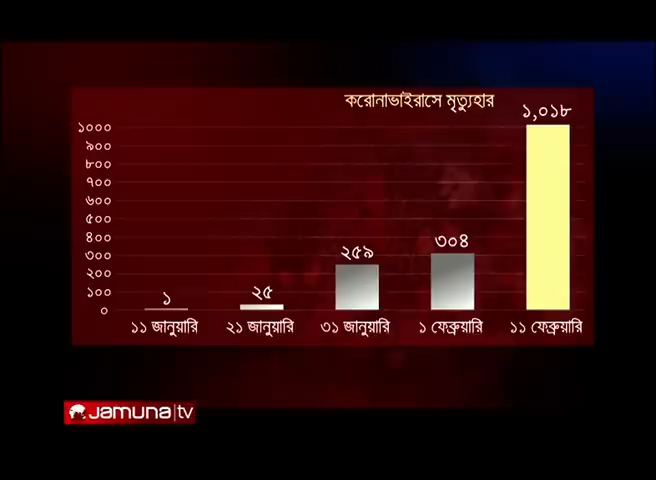 করোনাভাইরাসে মৃত্যুহার
১,০১৮
১০০০
৯০০
৮০০
৭০০
৬০০
৫০০
৪০০
৩০০
২০০
১০০
০
১
২৫
২৫৯
৩০৪
১১ জানুয়ারি
২১ জানুয়ারি
৩১ জানুয়ারি
১ ফেব্রুয়ারি
১১ ফেব্রুয়ারি
Jamuna|tv